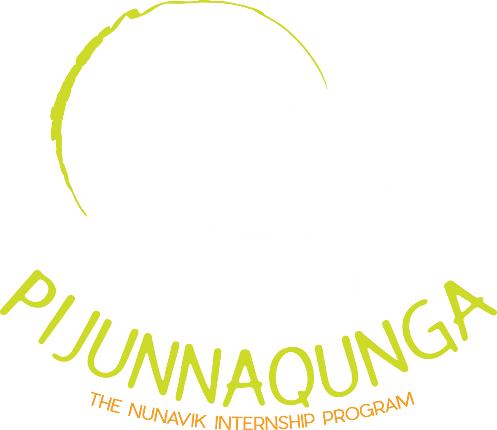 PIJUNNAQUNGA
THE NUNAVIK INTERNSHIP PROGRAM